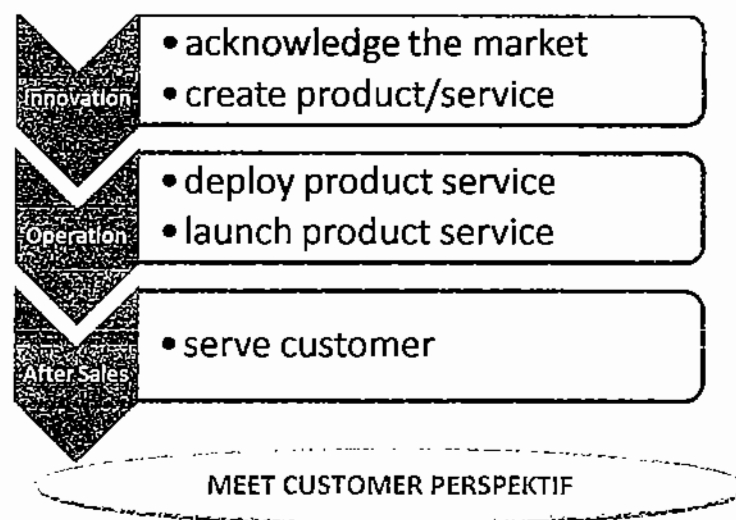 Innovation
• acknowledge the market
• create product/service
Operation
• deploy product service
• launch product service
After Sales
• serve customer
MEET CUSTOMER PERSPEKTIF